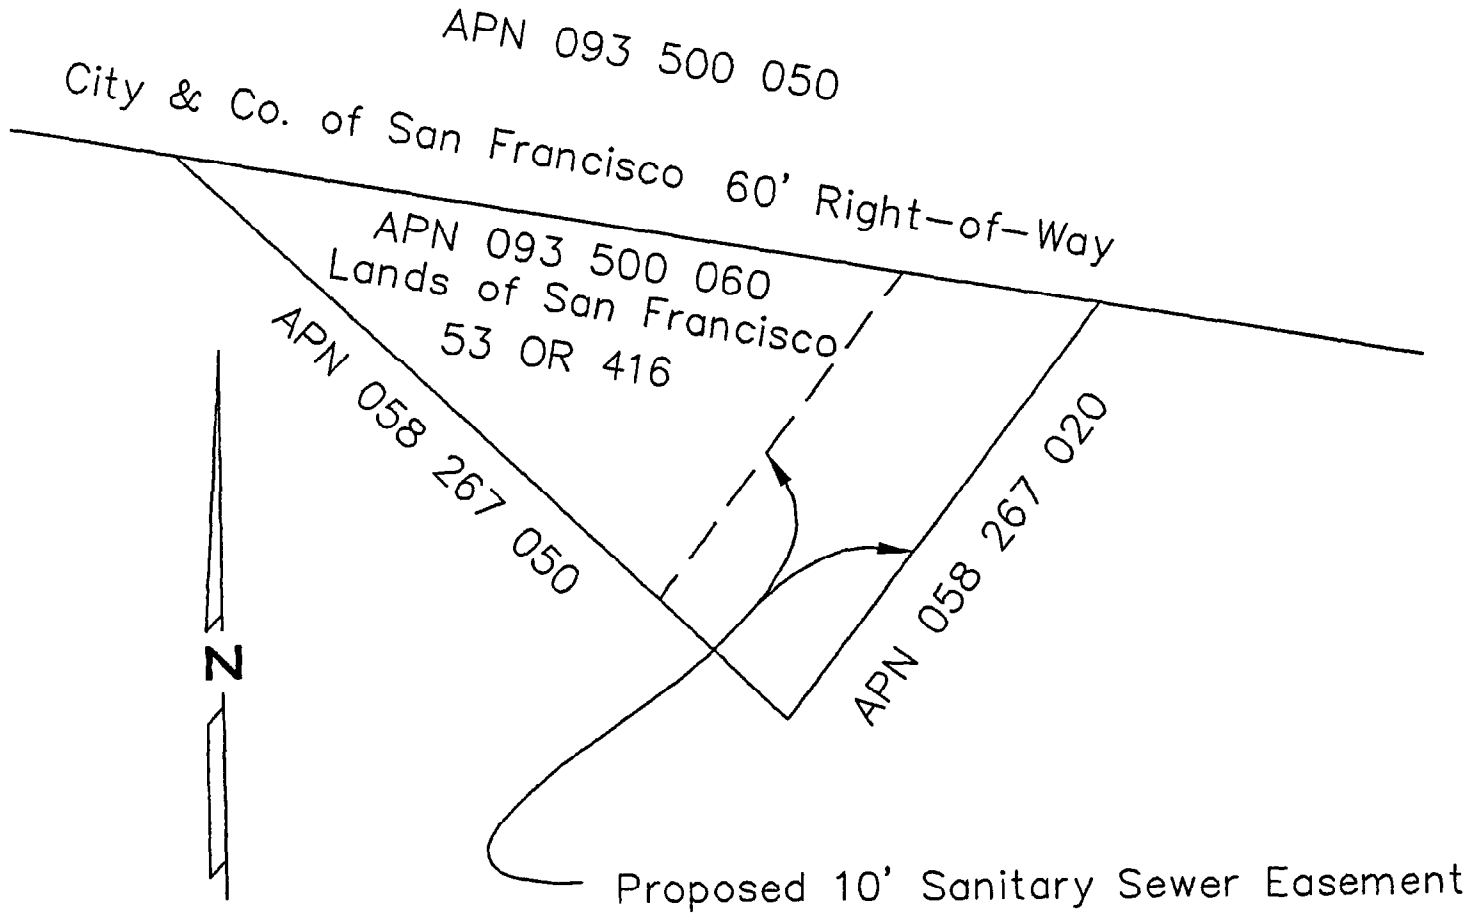 APN 093 500 050
City & Co. of San Francisco 60' Right-of-Way
APN 093 500 060
Lands of San Francisco
53 OR 416
APN 058 267 050
APN 058 267 020
N
Proposed 10' Sanitary Sewer Easement